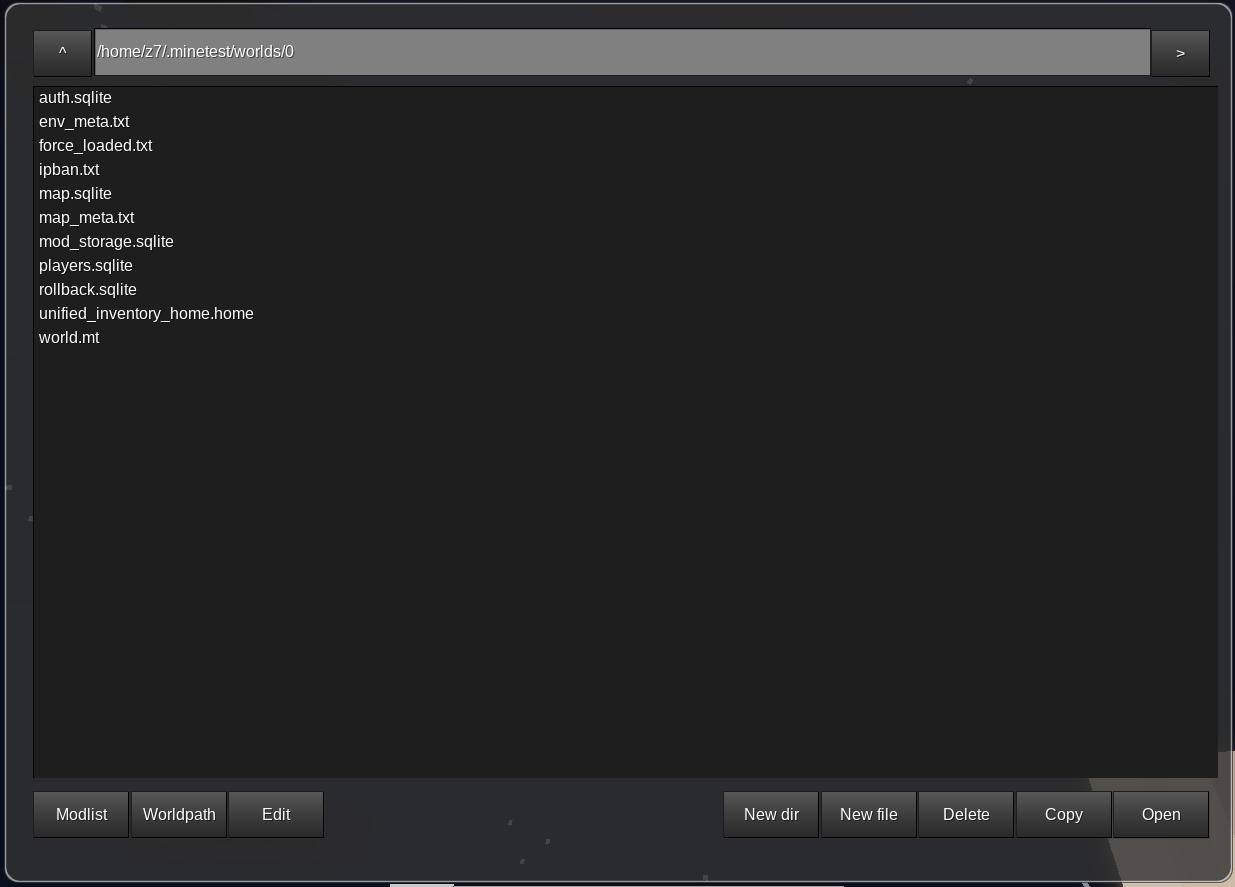 ^ /home/z7/.minetest/worlds/0 >
auth.sqlite
env_meta.txt
force_loaded.txt
ipban.txt
map.sqlite
map_meta.txt
mod_storage.sqlite
players.sqlite
rollback.sqlite
unified_inventory_home.home
world.mt
Modlist Worldpath Edit New dir New file Delete Copy Open